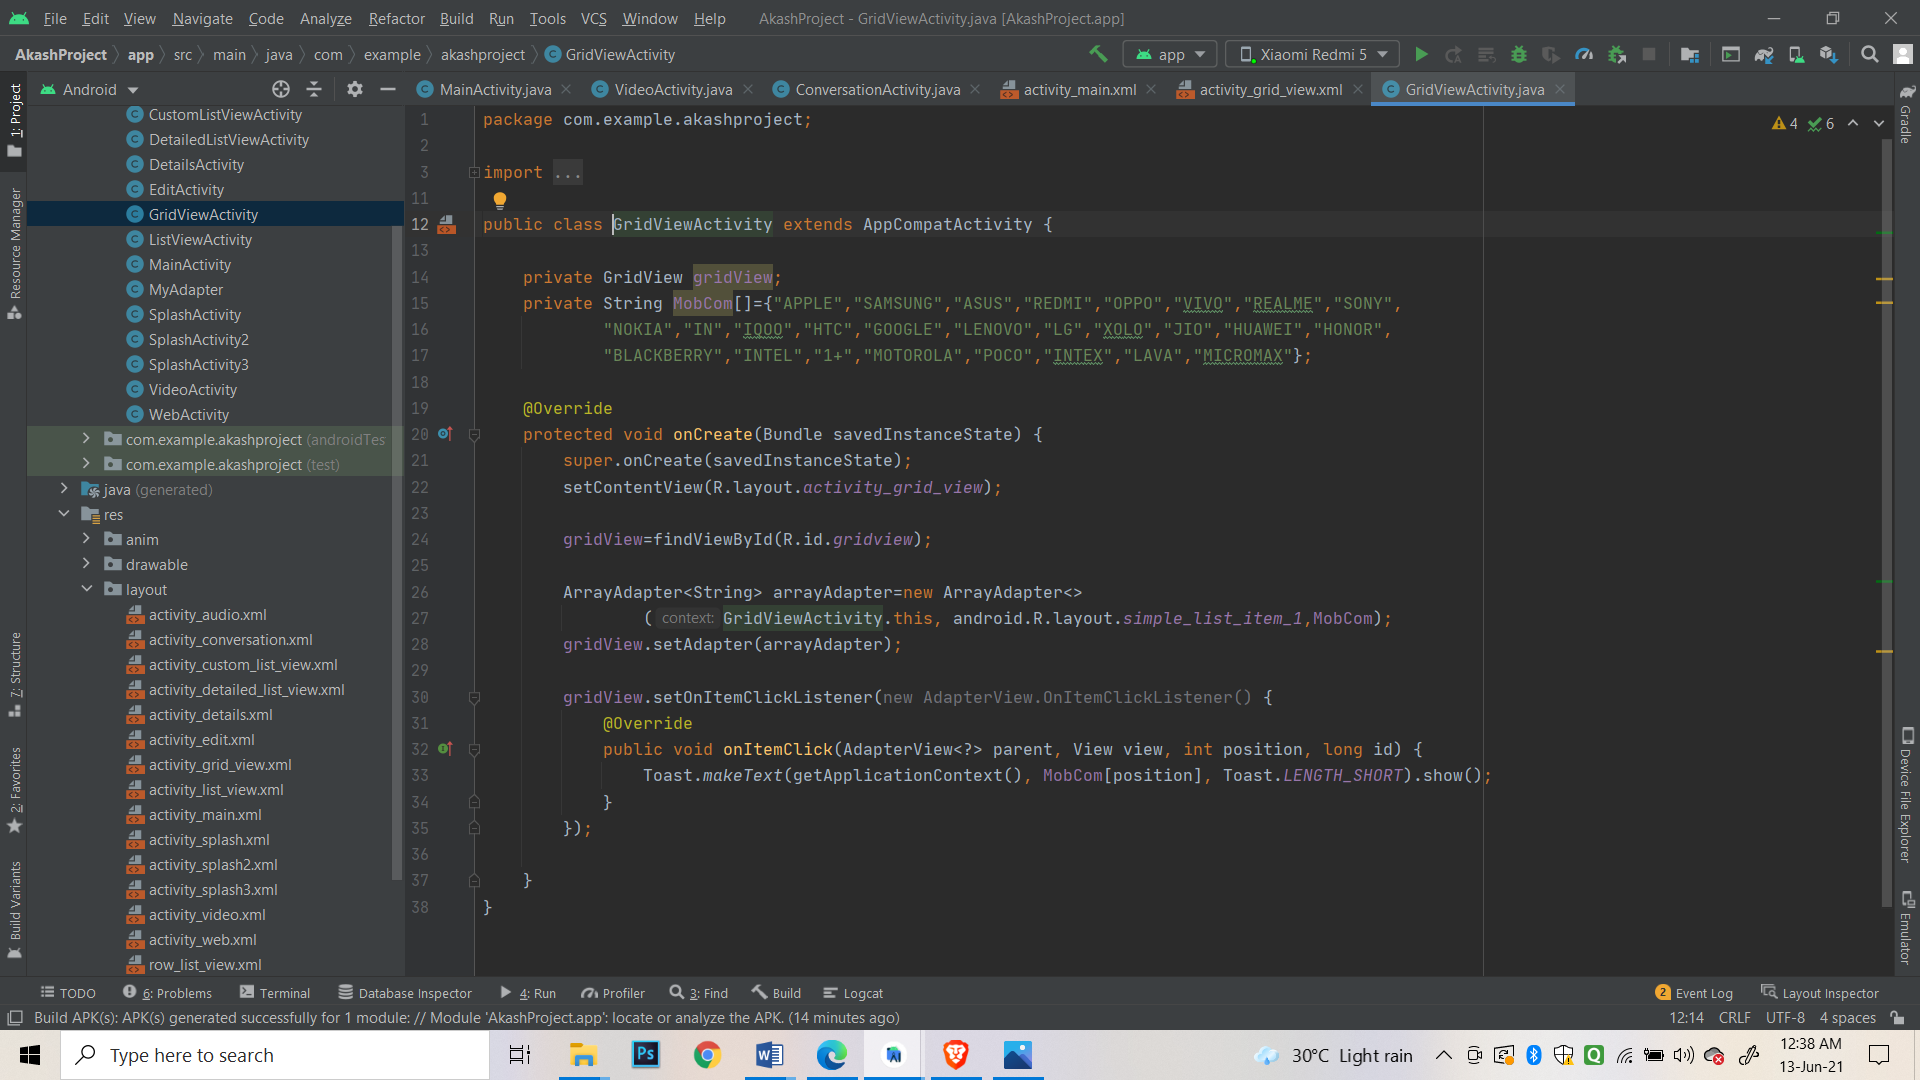 File Edit View Navigate Code Analyze Refactor Build Run Tools VCS Window Help AkashProject - GridViewActivity.java [AkashProject.app]
AkashProject app src main java com example akashproject GridViewActivity app Xiaomi Redmi 5
Android MainActivity.java VideoActivity.java ConversationActivity.java activity_main.xml activity_grid_view.xml GridViewActivity.java
1: Project
Resource Manager
7: Structure
2: Favorites
Build Variants
CustomListViewActivity
DetailedListViewActivity
DetailsActivity
EditActivity
GridViewActivity
ListViewActivity
MainActivity
MyAdapter
SplashActivity
SplashActivity2
SplashActivity3
VideoActivity
WebActivity
com.example.akashproject (androidTes
com.example.akashproject (test)
java (generated)
res
anim
drawable
layout
activity_audio.xml
activity_conversation.xml
activity_custom_list_view.xml
activity_detailed_list_view.xml
activity_details.xml
activity_edit.xml
activity_grid_view.xml
activity_list_view.xml
activity_main.xml
activity_splash.xml
activity_splash2.xml
activity_splash3.xml
activity_video.xml
activity_web.xml
row_list_view.xml
4 6
1 package com.example.akashproject;
2
3 import ...
11
12 public class GridViewActivity extends AppCompatActivity {
13
14 private GridView gridView;
15 private String MobCom[]={"APPLE","SAMSUNG","ASUS","REDMI","OPPO","VIVO","REALME","SONY",
16 "NOKIA","IN","IQOO","HTC","GOOGLE","LENOVO","LG","XOLO","JIO","HUAWEI","HONOR",
17 "BLACKBERRY","INTEL","1+","MOTOROLA","POCO","INTEX","LAVA","MICROMAX"};
18
19 @Override
20 protected void onCreate(Bundle savedInstanceState) {
21 super.onCreate(savedInstanceState);
22 setContentView(R.layout.activity_grid_view);
23
24 gridView=findViewById(R.id.gridview);
25
26 ArrayAdapter<String> arrayAdapter=new ArrayAdapter<>
27 ( context: GridViewActivity.this, android.R.layout.simple_list_item_1,MobCom);
28 gridView.setAdapter(arrayAdapter);
29
30 gridView.setOnItemClickListener(new AdapterView.OnItemClickListener() {
31 @Override
32 public void onItemClick(AdapterView<?> parent, View view, int position, long id) {
33 Toast.makeText(getApplicationContext(), MobCom[position], Toast.LENGTH_SHORT).show();
34 }
35 });
36
37 }
38 }
Gradle
Device File Explorer
Emulator
TODO 6: Problems Terminal Database Inspector 4: Run Profiler 3: Find Build Logcat 2 Event Log Layout Inspector
Build APK(s): APK(s) generated successfully for 1 module: // Module 'AkashProject.app': locate or analyze the APK. (14 minutes ago) 12:14 CRLF UTF-8 4 spaces
Type here to search Ps 30°C Light rain 12:38 AM
13-Jun-21